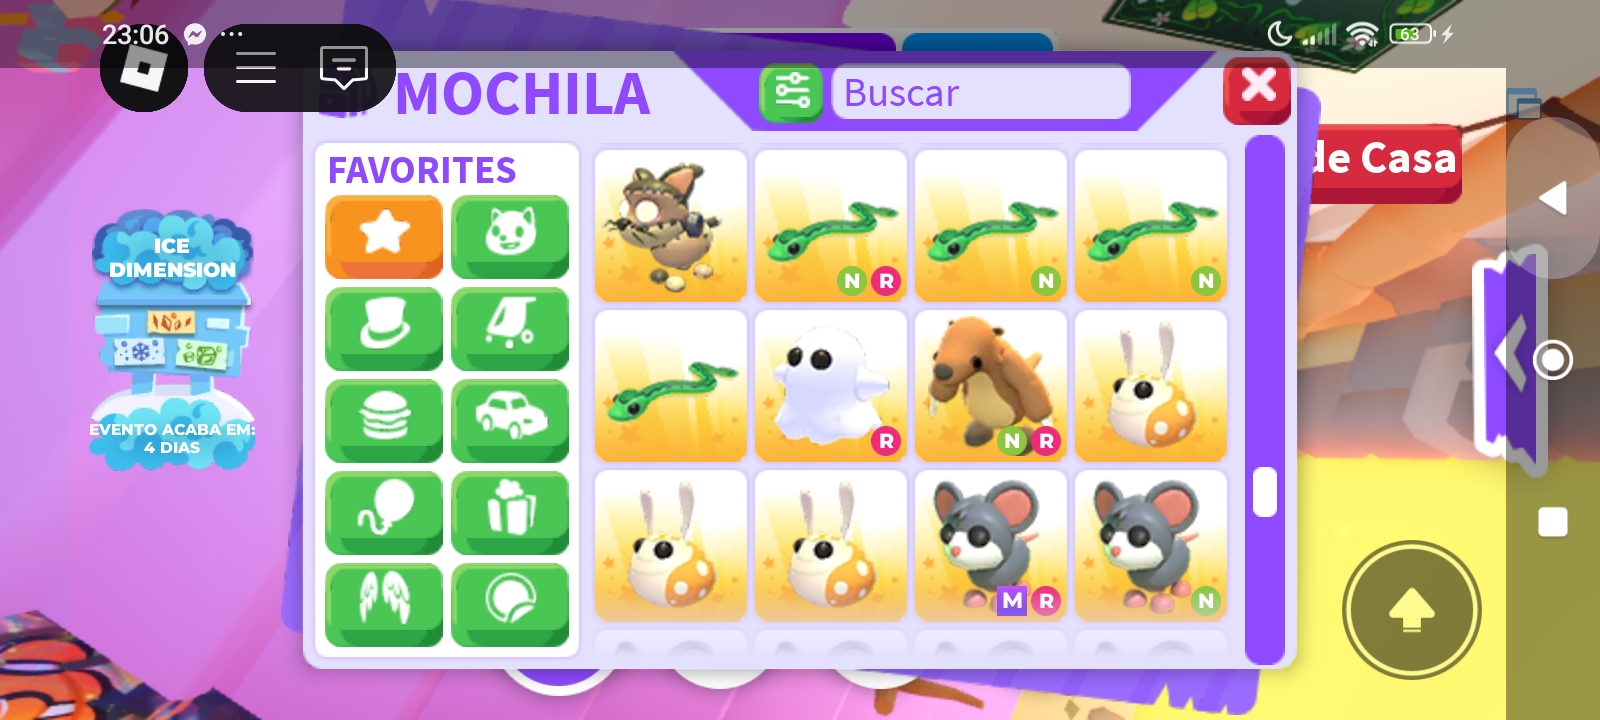 23:06
63
MOCHILA
Buscar
de Casa
FAVORITES
ICE
DIMENSION
EVENTO ACABA EM:
4 DIAS
N R
N
N
R
N R
M R
N